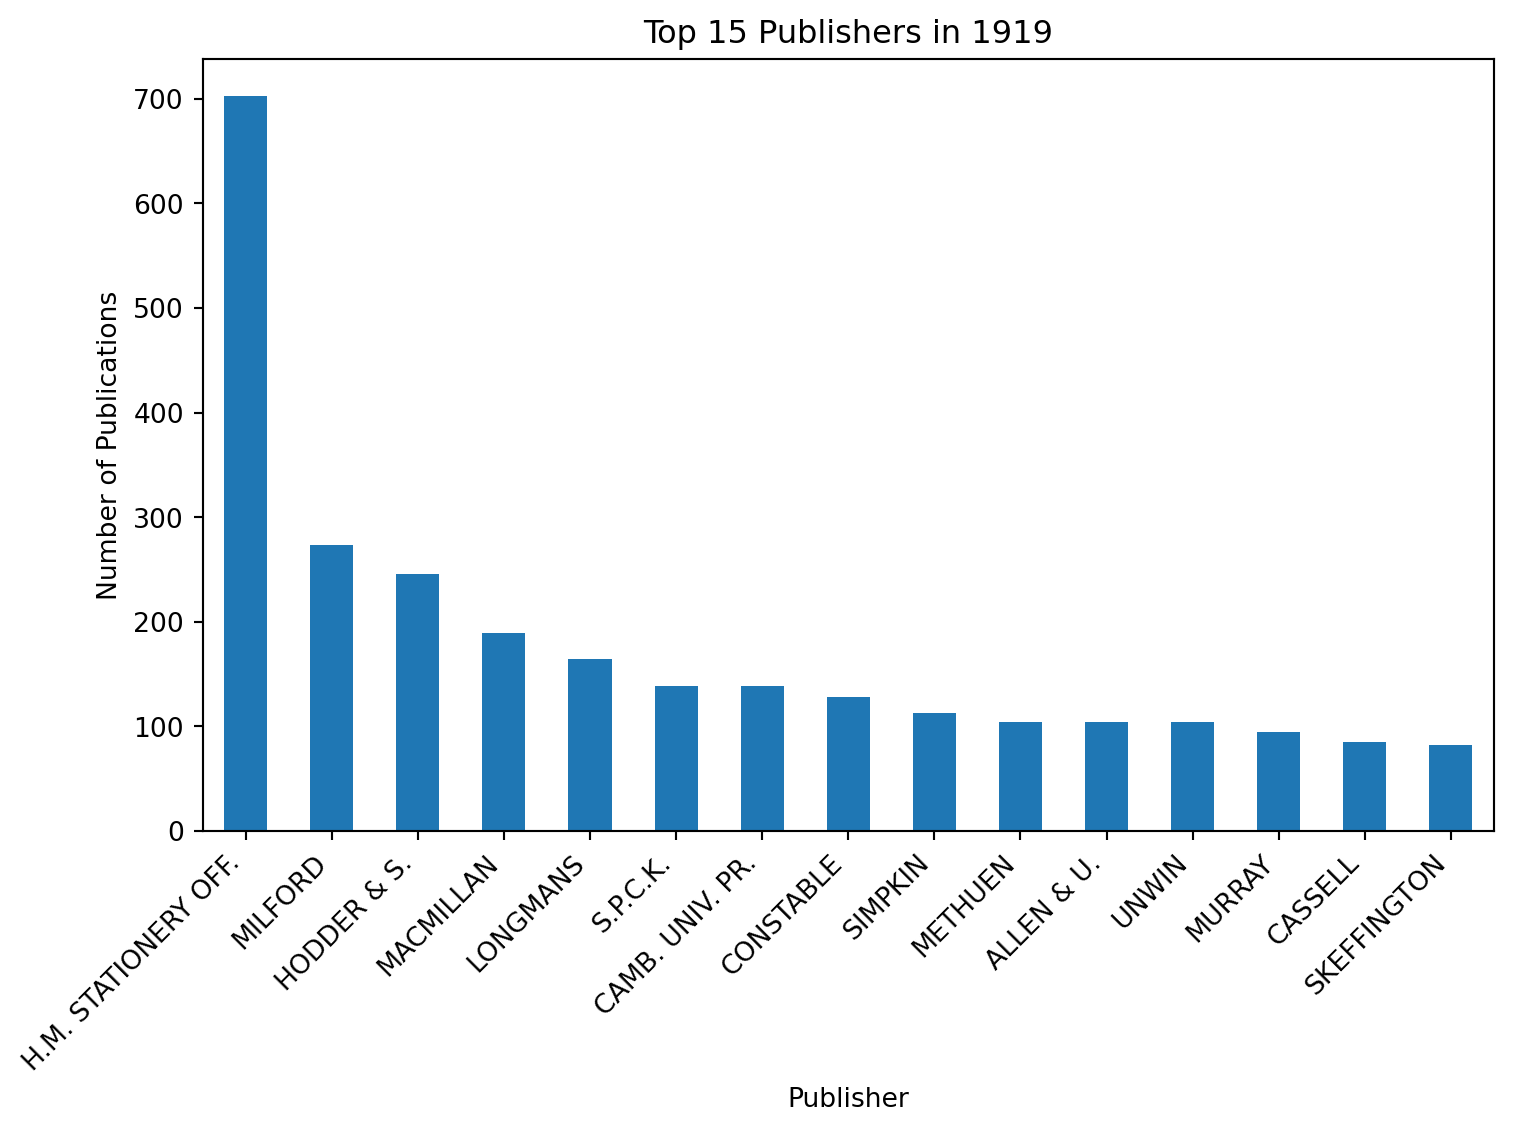 Top 15 Publishers in 1919
Number of Publications
700
600
500
400
300
200
100
0
H.M. STATIONERY OFF.
MILFORD
HODDER & S.
MACMILLAN
LONGMANS
S.P.C.K.
CAMB. UNIV. PR.
CONSTABLE
SIMPKIN
METHUEN
ALLEN & U.
UNWIN
MURRAY
CASSELL
SKEFFINGTON
Publisher